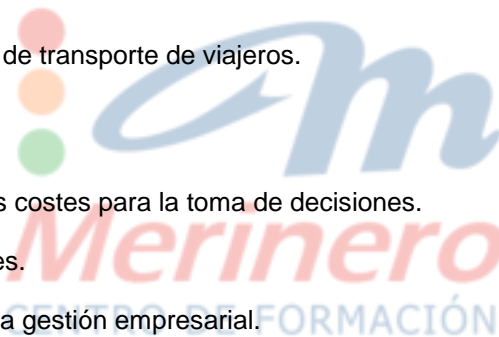 de transporte de viajeros.
s costes para la toma de decisiones.
es.
a gestión empresarial.
Merinero
CENTRO DE FORMACIÓN